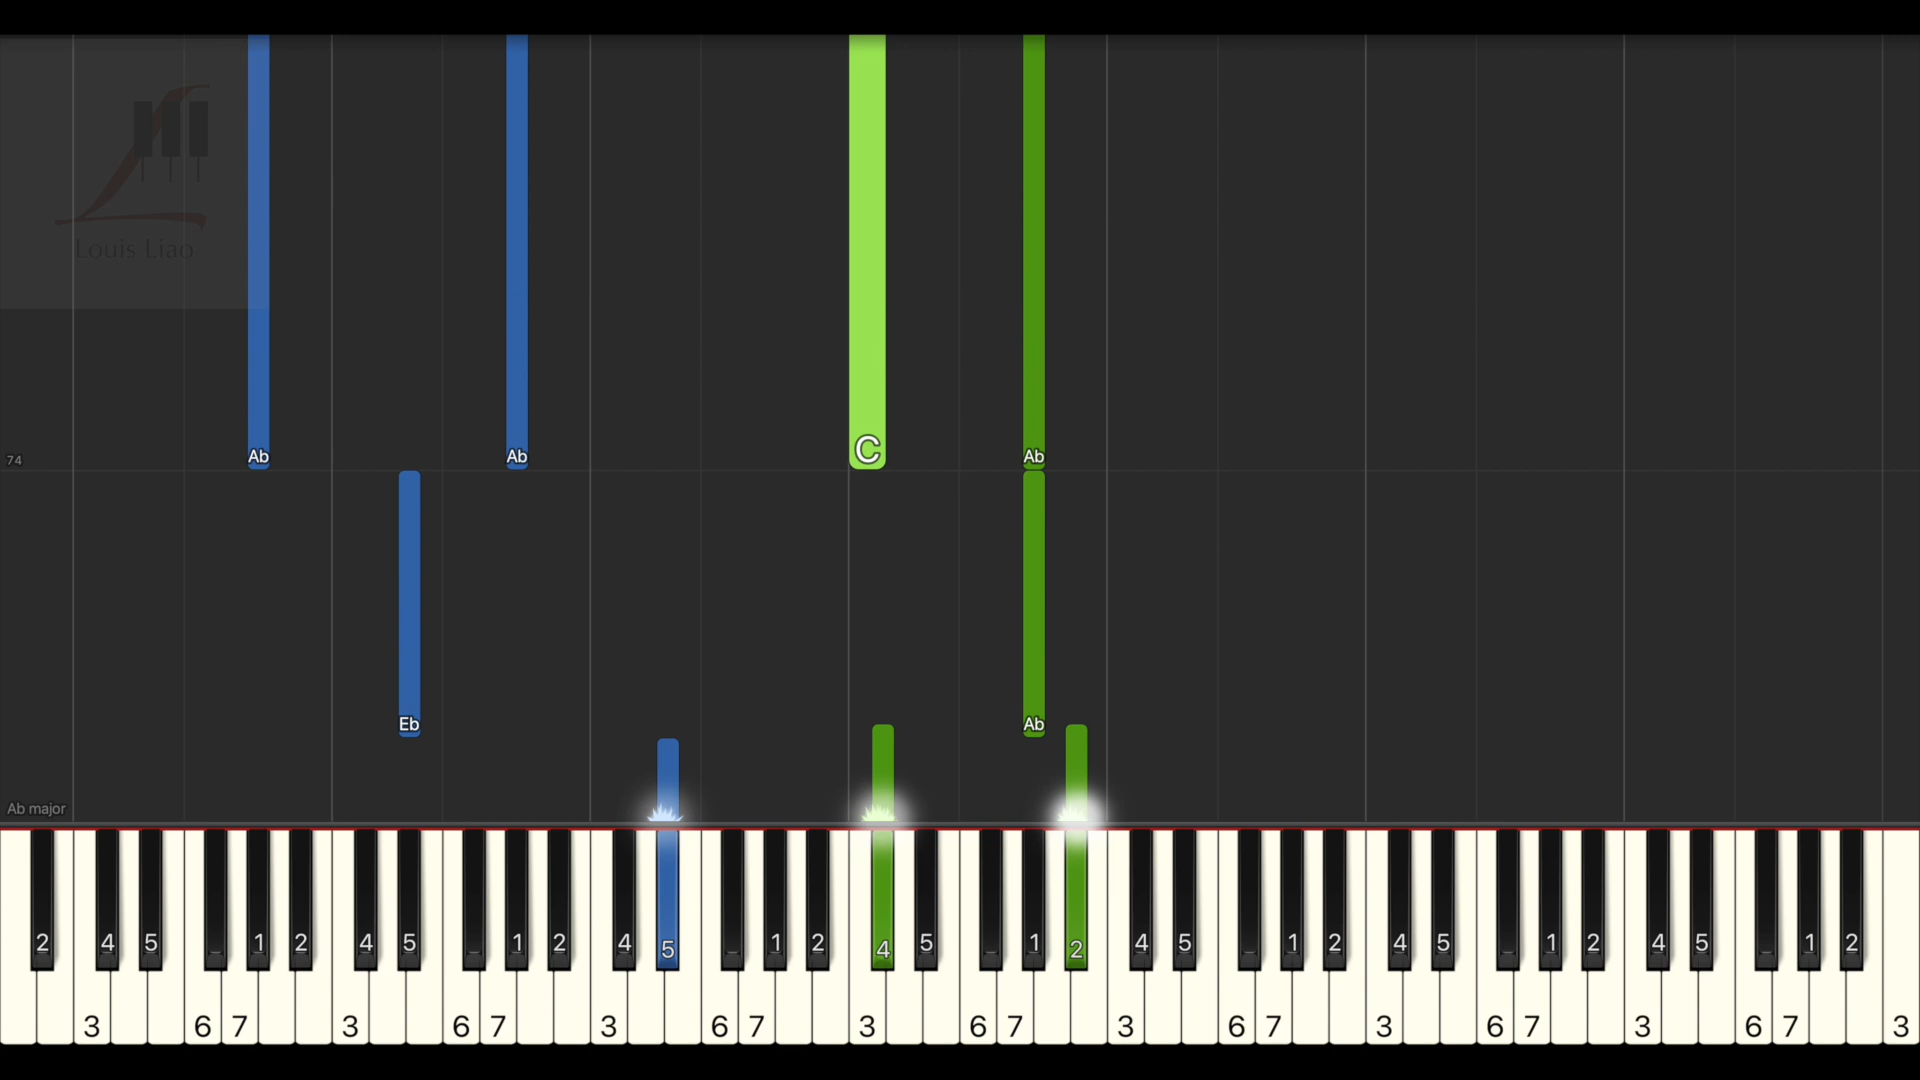 Louis Liao
Ab Ab C Ab
74
Eb Ab
Ab major
2 4 5 1 2 4 5 1 2 4 5 1 2 4 5 1 2 4 5 1 2 4 5 1 2 4 5 1 2
3 6 7 3 6 7 3 6 7 3 6 7 3 6 7 3 6 7 3 6 7 3